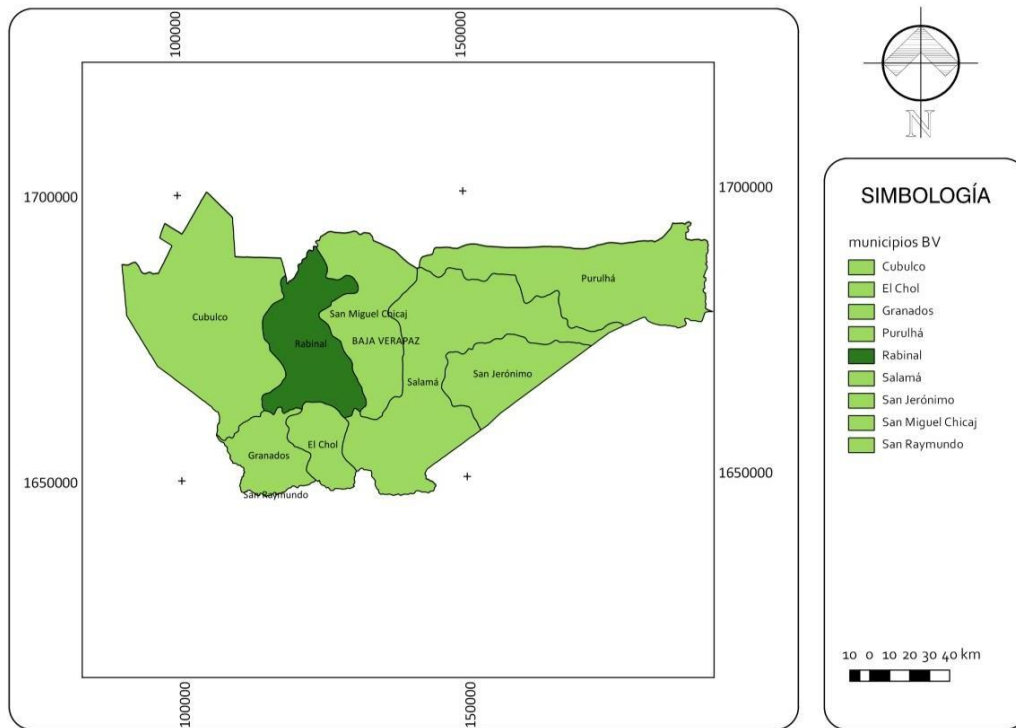 100000
150000
1700000
1700000
1650000
1650000
100000
150000
Cubulco
Rabinal
San Miguel Chicaj
BAJA VERAPAZ
Purulhá
San Jerónimo
Salamá
El Chol
Granados
San Raymundo
N
SIMBOLOGÍA
municipios BV
Cubulco
El Chol
Granados
Purulhá
Rabinal
Salamá
San Jerónimo
San Miguel Chicaj
San Raymundo
10 0 10 20 30 40 km